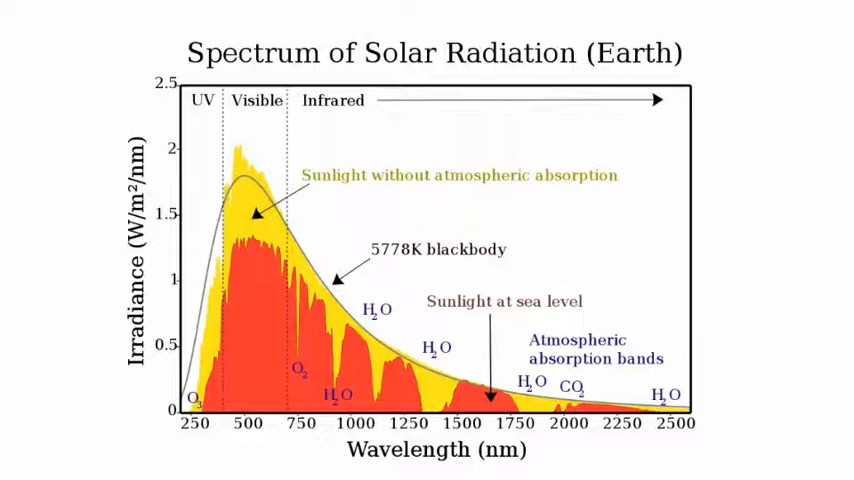 Spectrum of Solar Radiation (Earth)
Irradiance (W/m²/nm)
2.5
2
1.5
1
0.5
0
UV
Visible
Infrared
Sunlight without atmospheric absorption
5778K blackbody
Sunlight at sea level
H₂O
H₂O
Atmospheric
absorption bands
O₂
H₂O
CO₂
O₃
H₂O
H₂O
250 500 750 1000 1250 1500 1750 2000 2250 2500
Wavelength (nm)